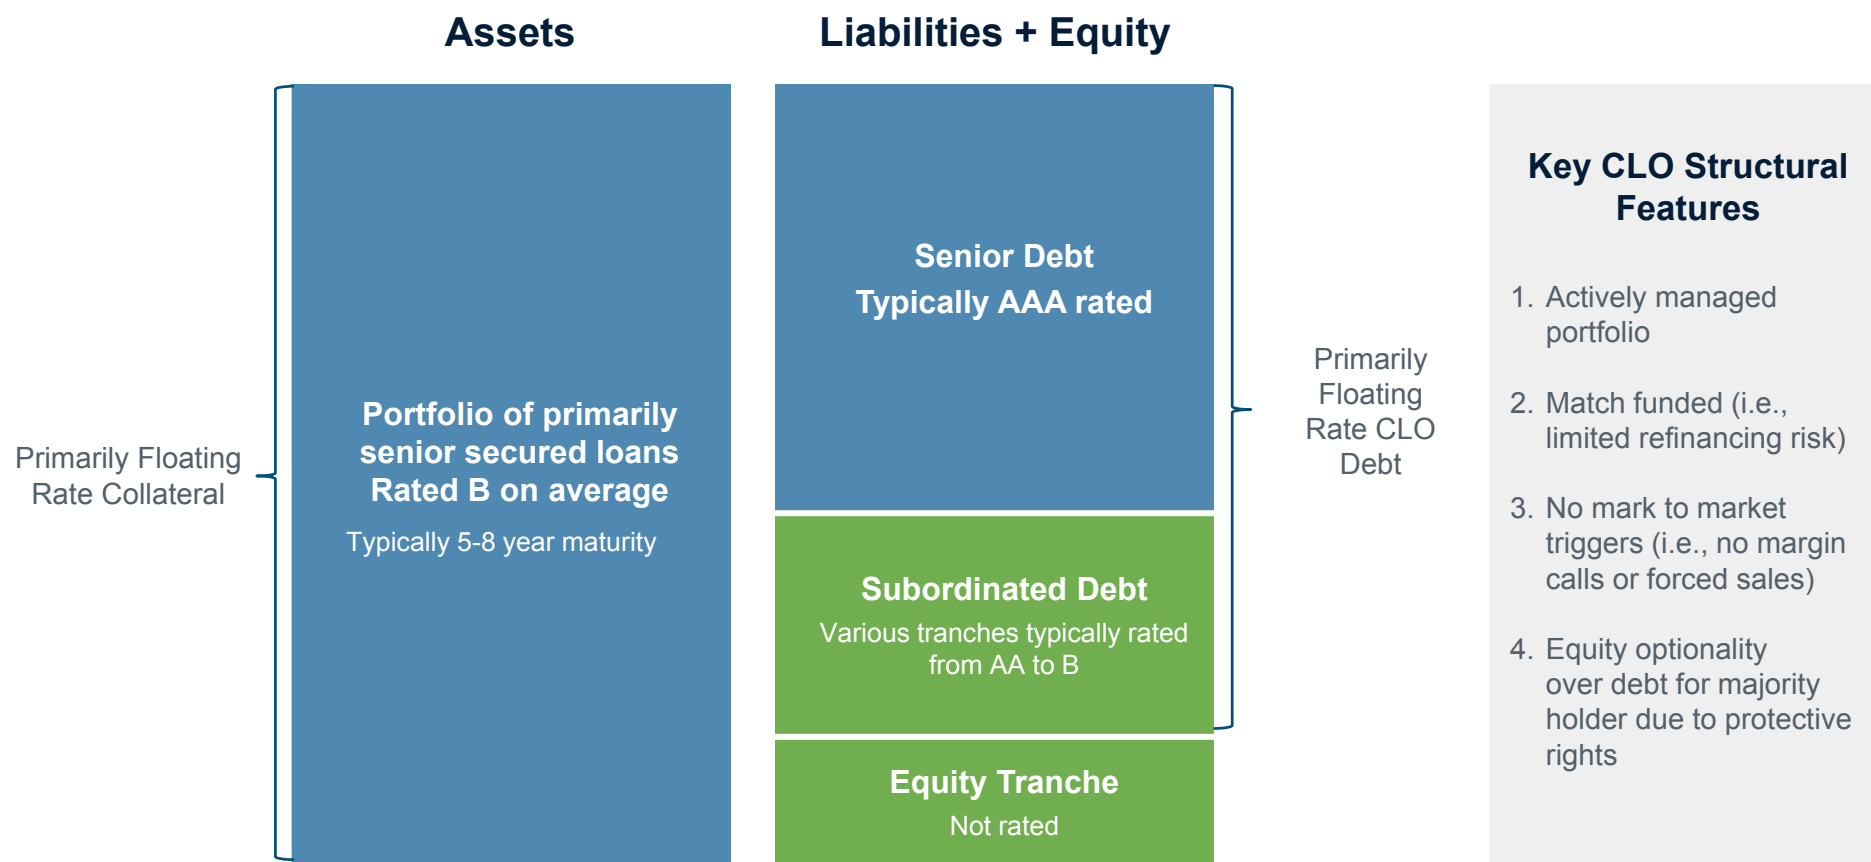 Assets
Liabilities + Equity
Primarily Floating
Rate Collateral
Portfolio of primarily
senior secured loans
Rated B on average
Typically 5-8 year maturity
Senior Debt
Typically AAA rated
Subordinated Debt
Various tranches typically rated
from AA to B
Equity Tranche
Not rated
Primarily
Floating
Rate CLO
Debt
Key CLO Structural
Features
1. Actively managed
portfolio
2. Match funded (i.e.,
limited refinancing risk)
3. No mark to market
triggers (i.e., no margin
calls or forced sales)
4. Equity optionality
over debt for majority
holder due to protective
rights